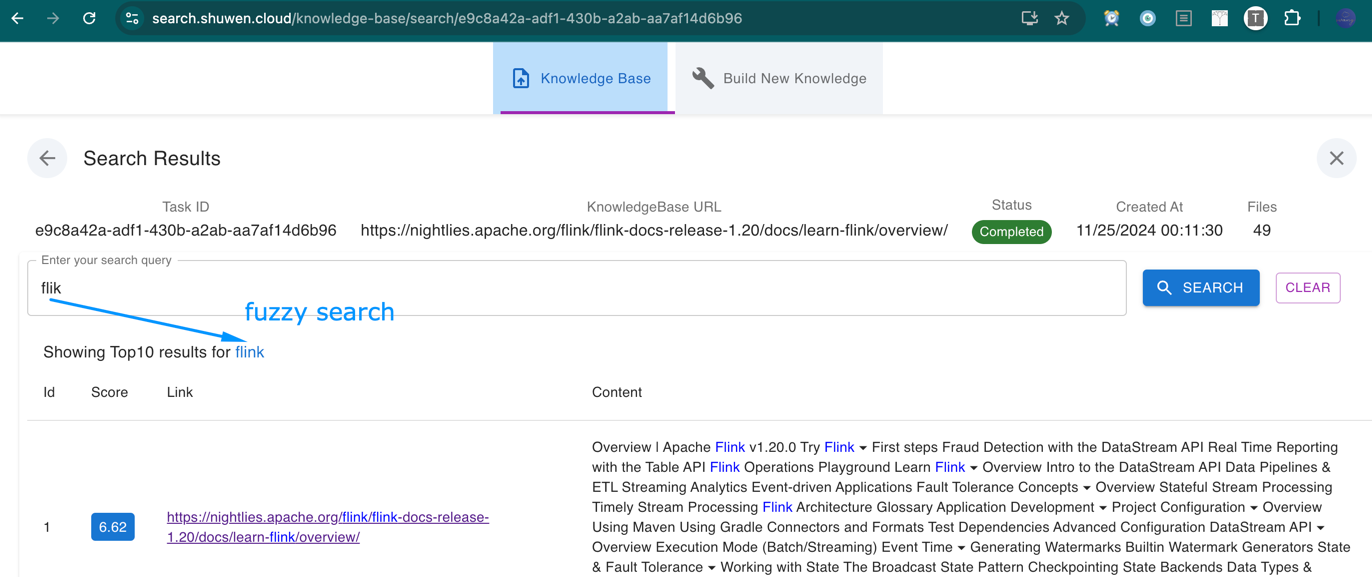 search.shuwen.cloud/knowledge-base/search/e9c8a42a-adf1-430b-a2ab-aa7af14d6b96
T
Knowledge Base
Build New Knowledge
Search Results
Task ID KnowledgeBase URL Status Created At Files
e9c8a42a-adf1-430b-a2ab-aa7af14d6b96 https://nightlies.apache.org/flink/flink-docs-release-1.20/docs/learn-flink/overview/ Completed 11/25/2024 00:11:30 49
Enter your search query
flik
SEARCH
CLEAR
fuzzy search
Showing Top10 results for flink
Id Score Link Content
1 6.62
https://nightlies.apache.org/flink/flink-docs-release-
1.20/docs/learn-flink/overview/
Overview | Apache Flink v1.20.0 Try Flink ▾ First steps Fraud Detection with the DataStream API Real Time Reporting
with the Table API Flink Operations Playground Learn Flink ▾ Overview Intro to the DataStream API Data Pipelines &
ETL Streaming Analytics Event-driven Applications Fault Tolerance Concepts ▾ Overview Stateful Stream Processing
Timely Stream Processing Flink Architecture Glossary Application Development ▾ Project Configuration ▾ Overview
Using Maven Using Gradle Connectors and Formats Test Dependencies Advanced Configuration DataStream API ▾
Overview Execution Mode (Batch/Streaming) Event Time ▾ Generating Watermarks Builtin Watermark Generators State
& Fault Tolerance ▾ Working with State The Broadcast State Pattern Checkpointing State Backends Data Types &